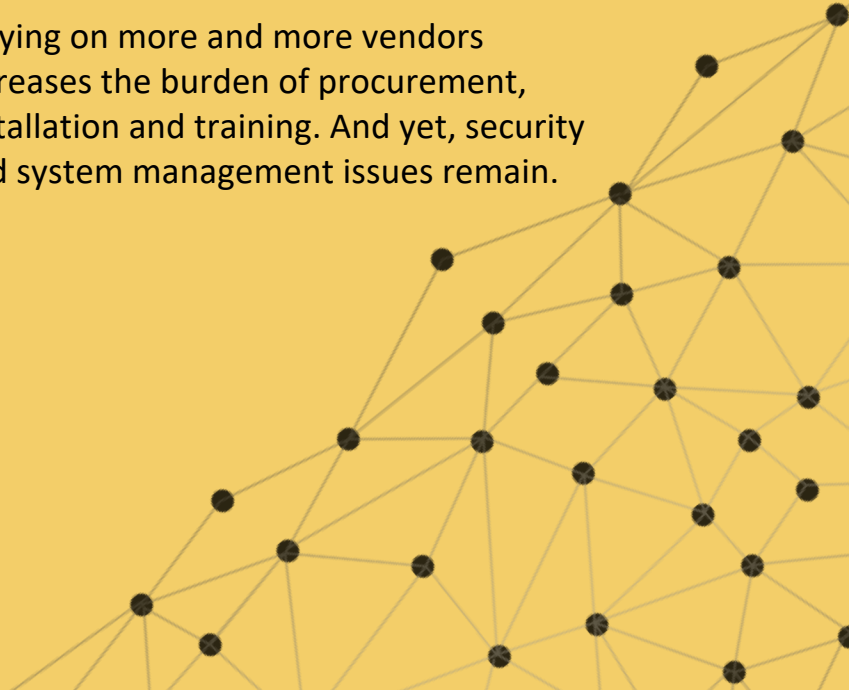 ying on more and more vendors
reases the burden of procurement,
tallation and training. And yet, security
d system management issues remain.